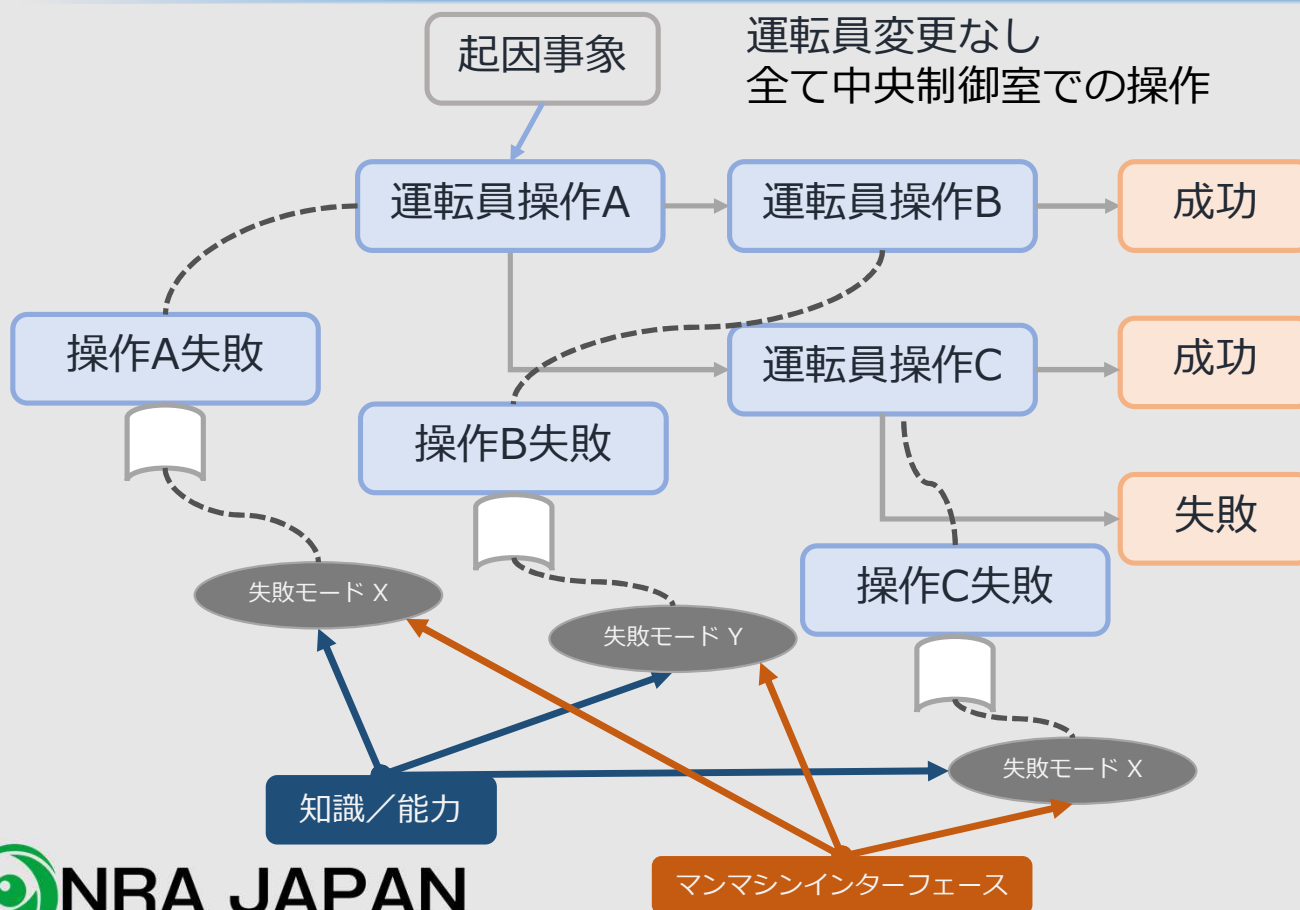 起因事象
運転員変更なし
全て中央制御室での操作
運転員操作A
運転員操作B
成功
操作A失敗
運転員操作C
成功
操作B失敗
失敗
失敗モード X
操作C失敗
失敗モード Y
失敗モード X
知識／能力
マンマシンインターフェース
NRA JAPAN